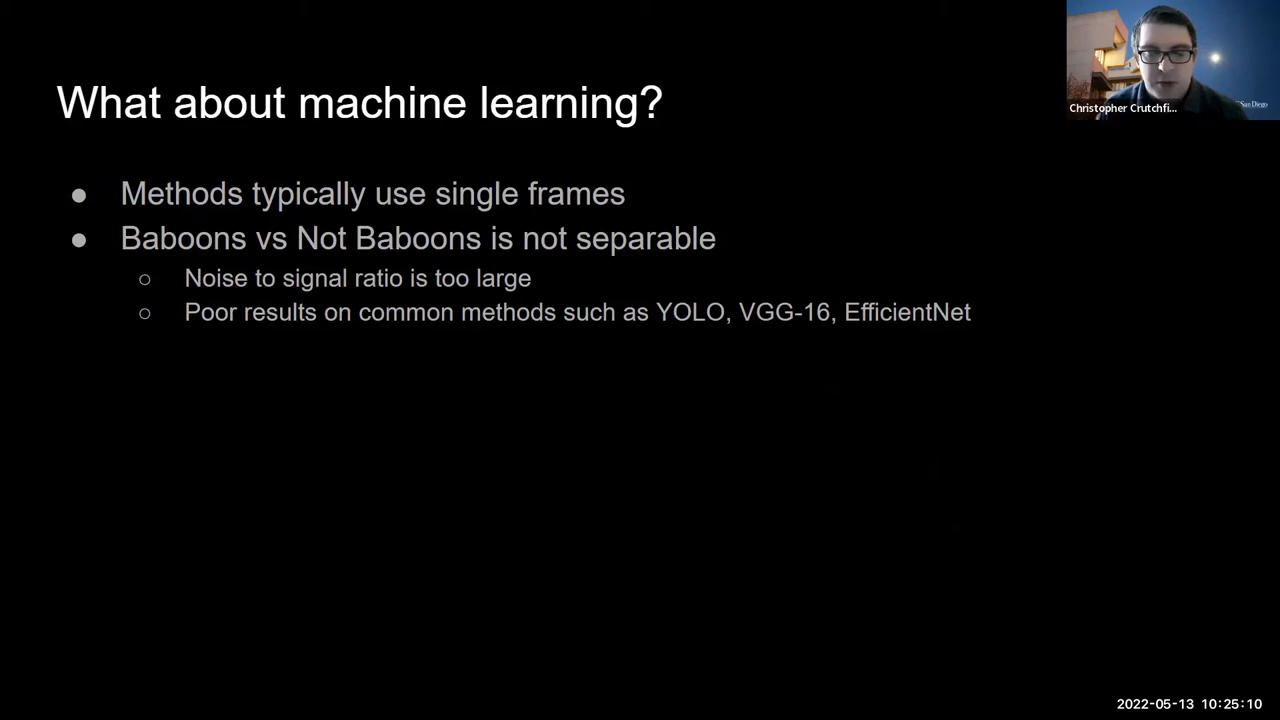 What about machine learning?
● Methods typically use single frames
● Baboons vs Not Baboons is not separable
○ Noise to signal ratio is too large
○ Poor results on common methods such as YOLO, VGG-16, EfficientNet
Christopher Crutchfi...
San Diego
2022-05-13 10:25:10